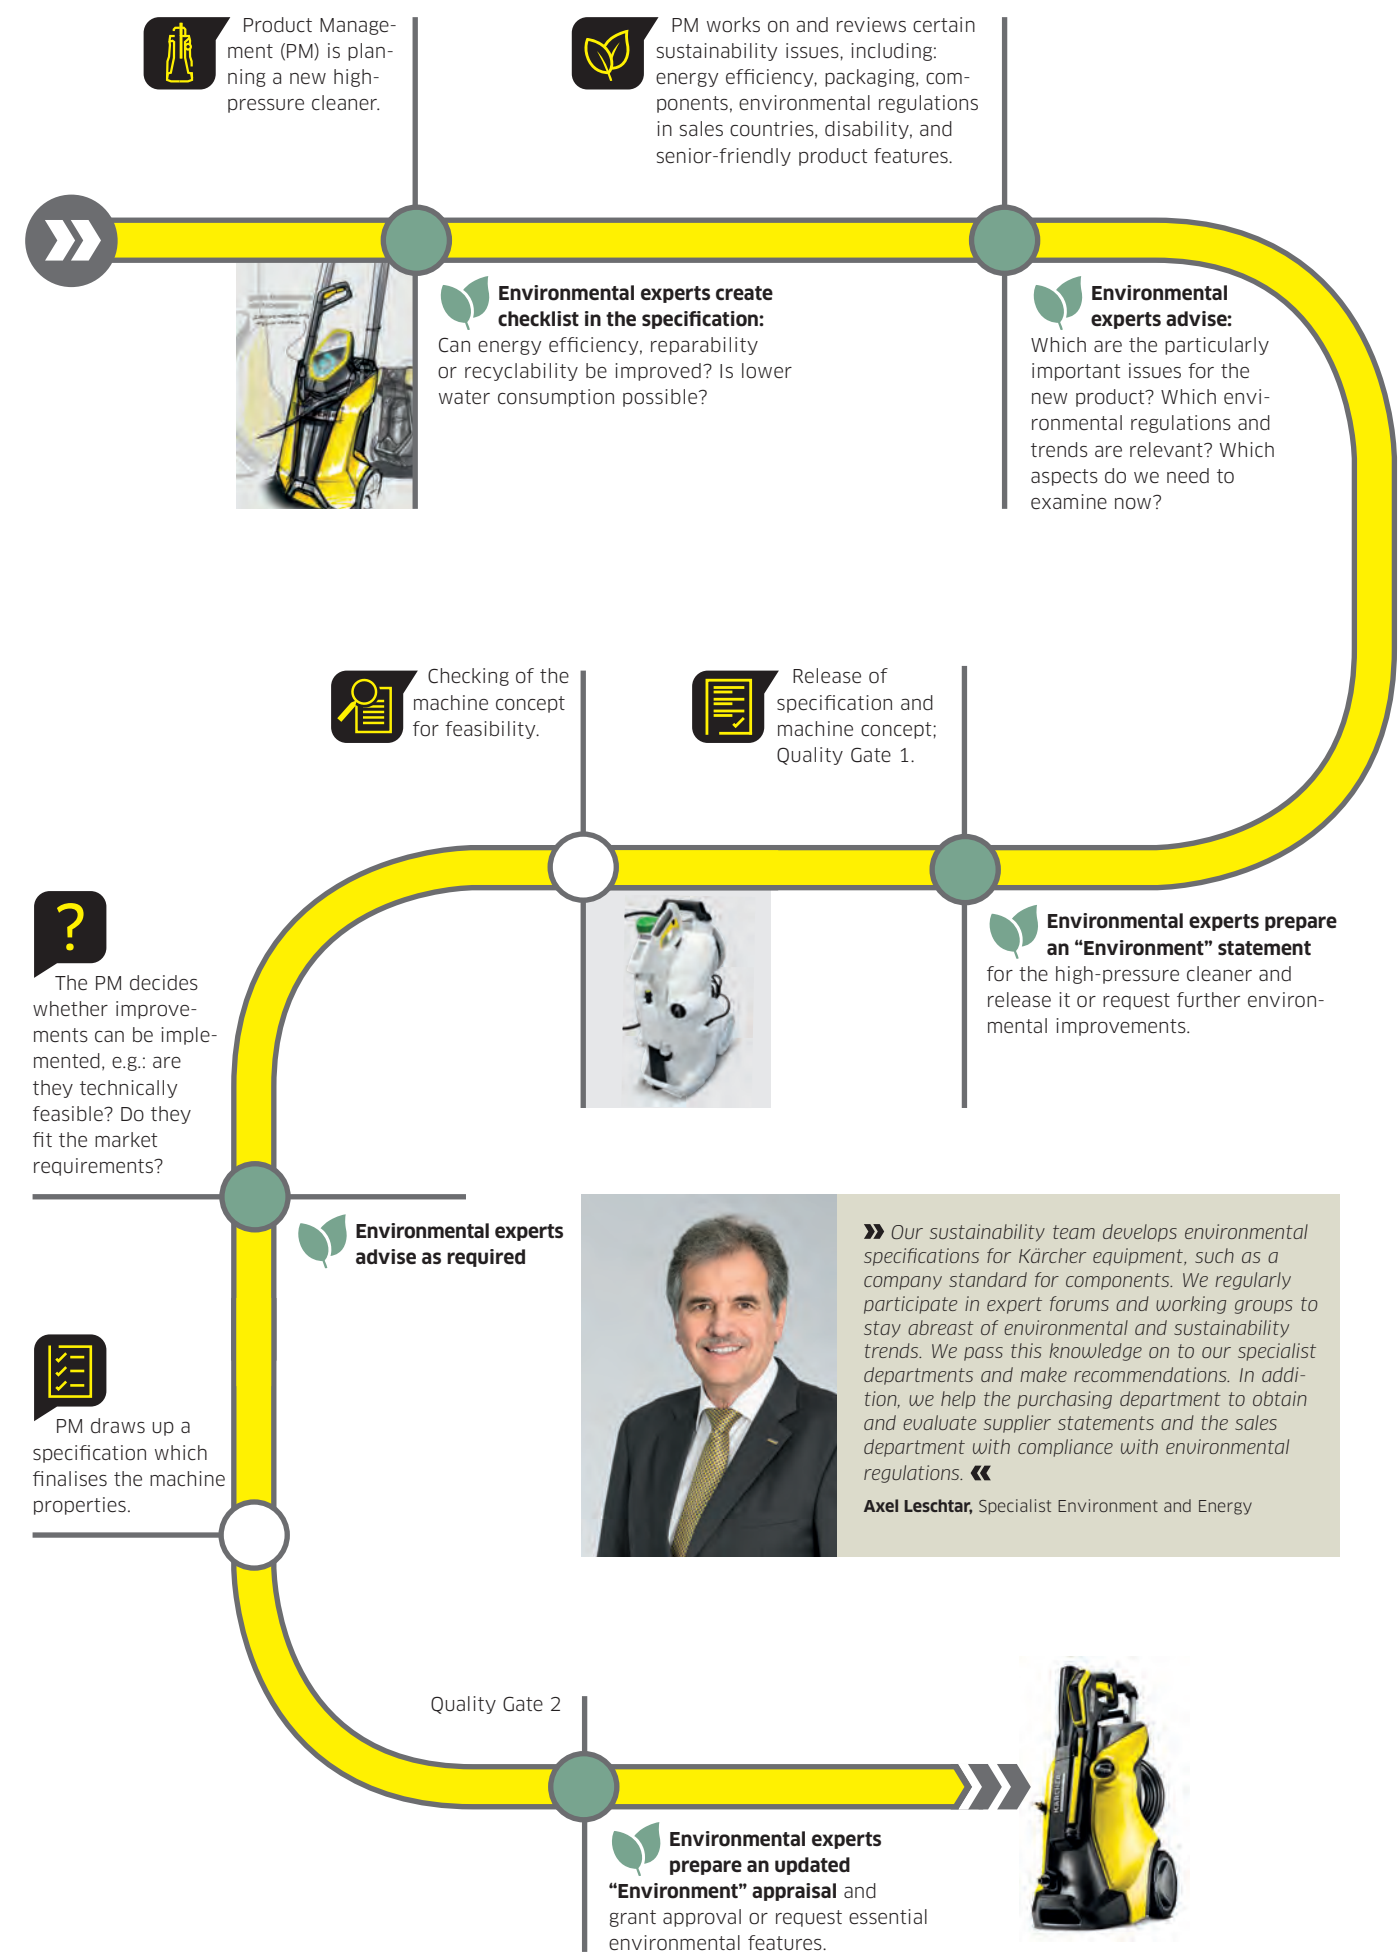 Product Manage-
ment (PM) is plan-
ning a new high-
pressure cleaner.
PM works on and reviews certain
sustainability issues, including:
energy efficiency, packaging, com-
ponents, environmental regulations
in sales countries, disability, and
senior-friendly product features.
Environmental experts create
checklist in the specification:
Can energy efficiency, reparability
or recyclability be improved? Is lower
water consumption possible?
Environmental
experts advise:
Which are the particularly
important issues for the
new product? Which envi-
ronmental regulations and
trends are relevant? Which
aspects do we need to
examine now?
Release of
specification and
machine concept;
Quality Gate 1.
Environmental experts prepare
an “Environment” statement
for the high-pressure cleaner and
release it or request further environ-
mental improvements.
Checking of the
machine concept
for feasibility.
?
The PM decides
whether improve-
ments can be imple-
mented, e.g.: are
they technically
feasible? Do they
fit the market
requirements?
Environmental experts
advise as required
PM draws up a
specification which
finalises the machine
properties.
» Our sustainability team develops environmental
specifications for Kärcher equipment, such as a
company standard for components. We regularly
participate in expert forums and working groups to
stay abreast of environmental and sustainability
trends. We pass this knowledge on to our specialist
departments and make recommendations. In addi-
tion, we help the purchasing department to obtain
and evaluate supplier statements and the sales
department with compliance with environmental
regulations. «
Axel Leschtar, Specialist Environment and Energy
Quality Gate 2
Environmental experts
prepare an updated
“Environment” appraisal and
grant approval or request essential
environmental features.
KÄRCHER